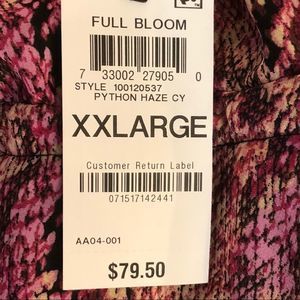 FULL BLOOM
7 33002 27905 0
STYLE 100120537
PYTHON HAZE CY
XXLARGE
Customer Return Label
071517142441
AA04-001
$79.50